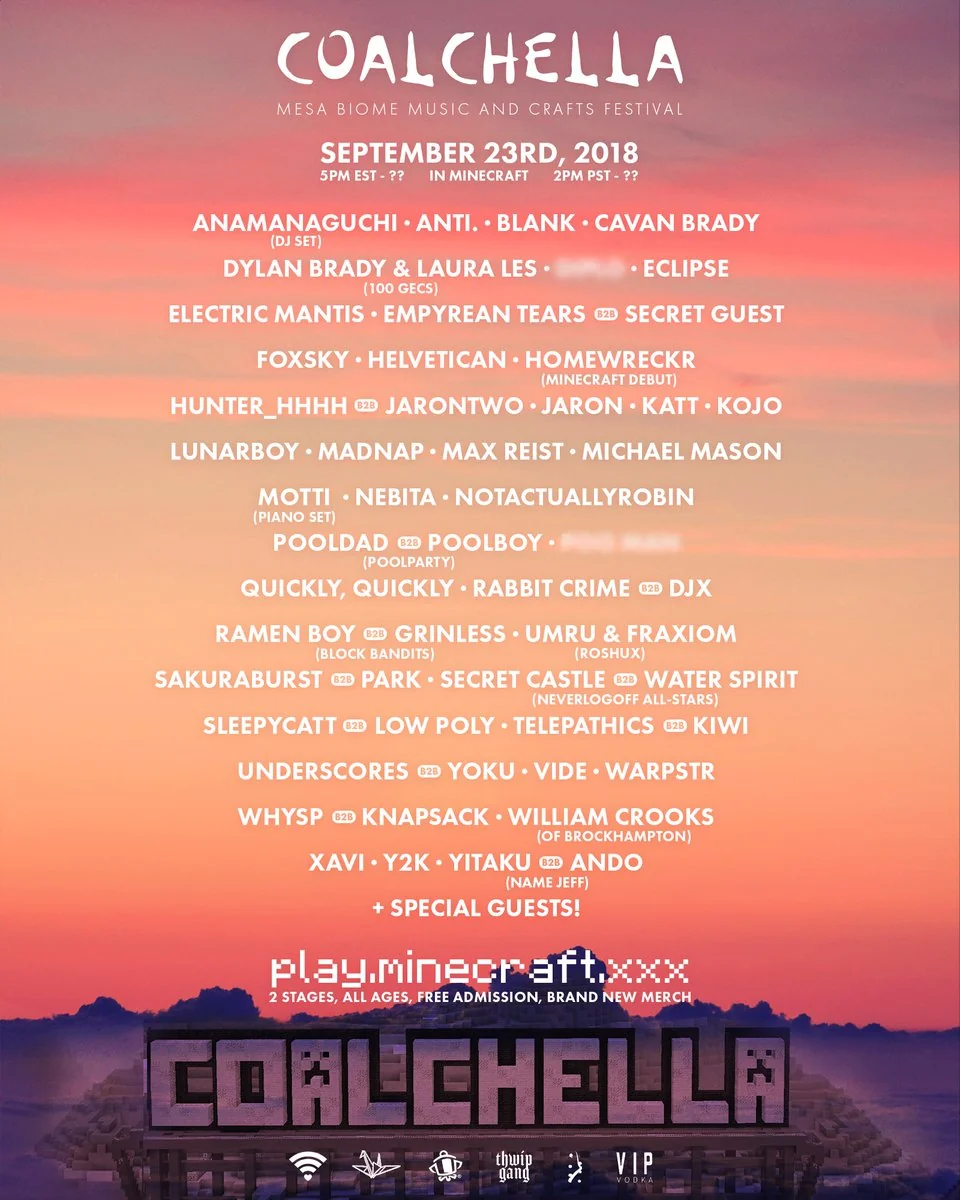 COALCHELLA
MESA BIOME MUSIC AND CRAFTS FESTIVAL
SEPTEMBER 23RD, 2018
5PM EST - ?? IN MINECRAFT 2PM PST - ??
ANAMANAGUCHI • ANTI. • BLANK • CAVAN BRADY
(DJ SET)
DYLAN BRADY & LAURA LES • • ECLIPSE
(100 GECS)
ELECTRIC MANTIS • EMPYREAN TEARS B2B SECRET GUEST
FOXSKY • HELVETICAN • HOMEWRECKR
(MINECRAFT DEBUT)
HUNTER_HHHH B2B JARONTWO • JARON • KATT • KOJO
LUNARBOY • MADNAP • MAX REIST • MICHAEL MASON
MOTTI • NEBITA • NOTACTUALLYROBIN
(PIANO SET)
POOLDAD B2B POOLBOY •
(POOLPARTY)
QUICKLY, QUICKLY • RABBIT CRIME B2B DJX
RAMEN BOY B2B GRINLESS • UMRU & FRAXIOM
(BLOCK BANDITS) (ROSHUX)
SAKURABURST B2B PARK • SECRET CASTLE B2B WATER SPIRIT
(NEVERLOGOFF ALL-STARS)
SLEEPYCATT B2B LOW POLY • TELEPATHICS B2B KIWI
UNDERSCORES B2B YOKU • VIDE • WARPSTR
WHYSP B2B KNAPSACK • WILLIAM CROOKS
(OF BROCKHAMPTON)
XAVI • Y2K • YITAKU B2B ANDO
(NAME JEFF)
+ SPECIAL GUESTS!
play.minecraft.xxx
2 STAGES, ALL AGES, FREE ADMISSION, BRAND NEW MERCH
COALCHELLA
thwip
gang
VIP
VODKA